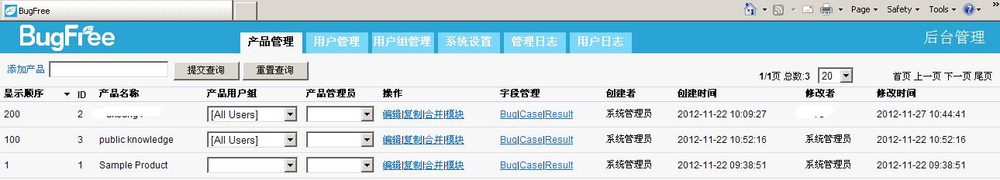 BugFree
Page Safety Tools
BugFree 产品管理 用户管理 用户组管理 系统设置 管理日志 用户日志 后台管理
添加产品 提交查询 重置查询 1/1页 总数:3 20 首页 上一页 下一页 尾页
显示顺序 ID 产品名称 产品用户组 产品管理员 操作 字段管理 创建者 创建时间 修改者 修改时间
200 2 [All Users] 编辑|复制|合并|模块 Bug|Case|Result 系统管理员 2012-11-22 10:09:27 2012-11-27 10:44:41
100 3 public knowledge [All Users] 编辑|复制|合并|模块 Bug|Case|Result 系统管理员 2012-11-22 10:52:16 系统管理员 2012-11-22 10:52:16
1 1 Sample Product 编辑|复制|合并|模块 Bug|Case|Result 系统管理员 2012-11-22 09:38:51 系统管理员 2012-11-22 09:38:51